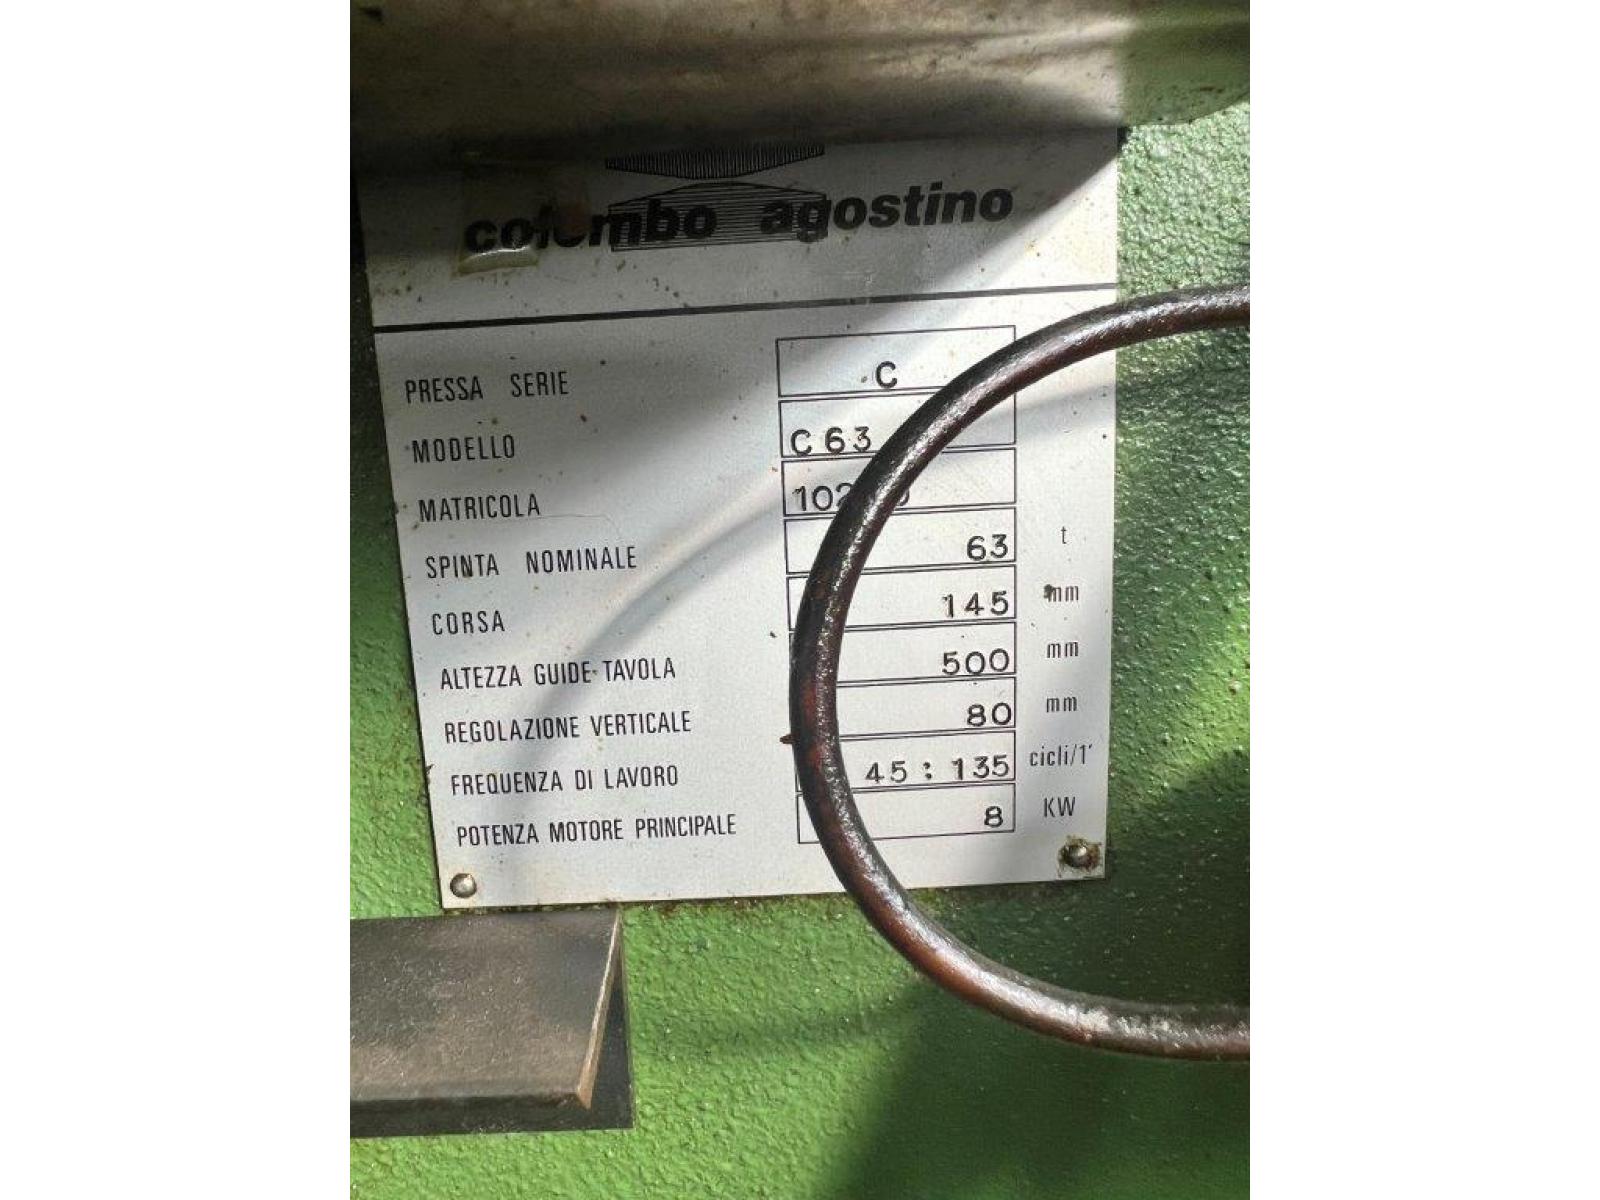 colombo agostino
PRESSA SERIE C
MODELLO C63
MATRICOLA
SPINTA NOMINALE 63 t
CORSA 145 mm
ALTEZZA GUIDE-TAVOLA 500 mm
REGOLAZIONE VERTICALE 80 mm
FREQUENZA DI LAVORO 45 : 135 cicli/1'
POTENZA MOTORE PRINCIPALE 8 KW